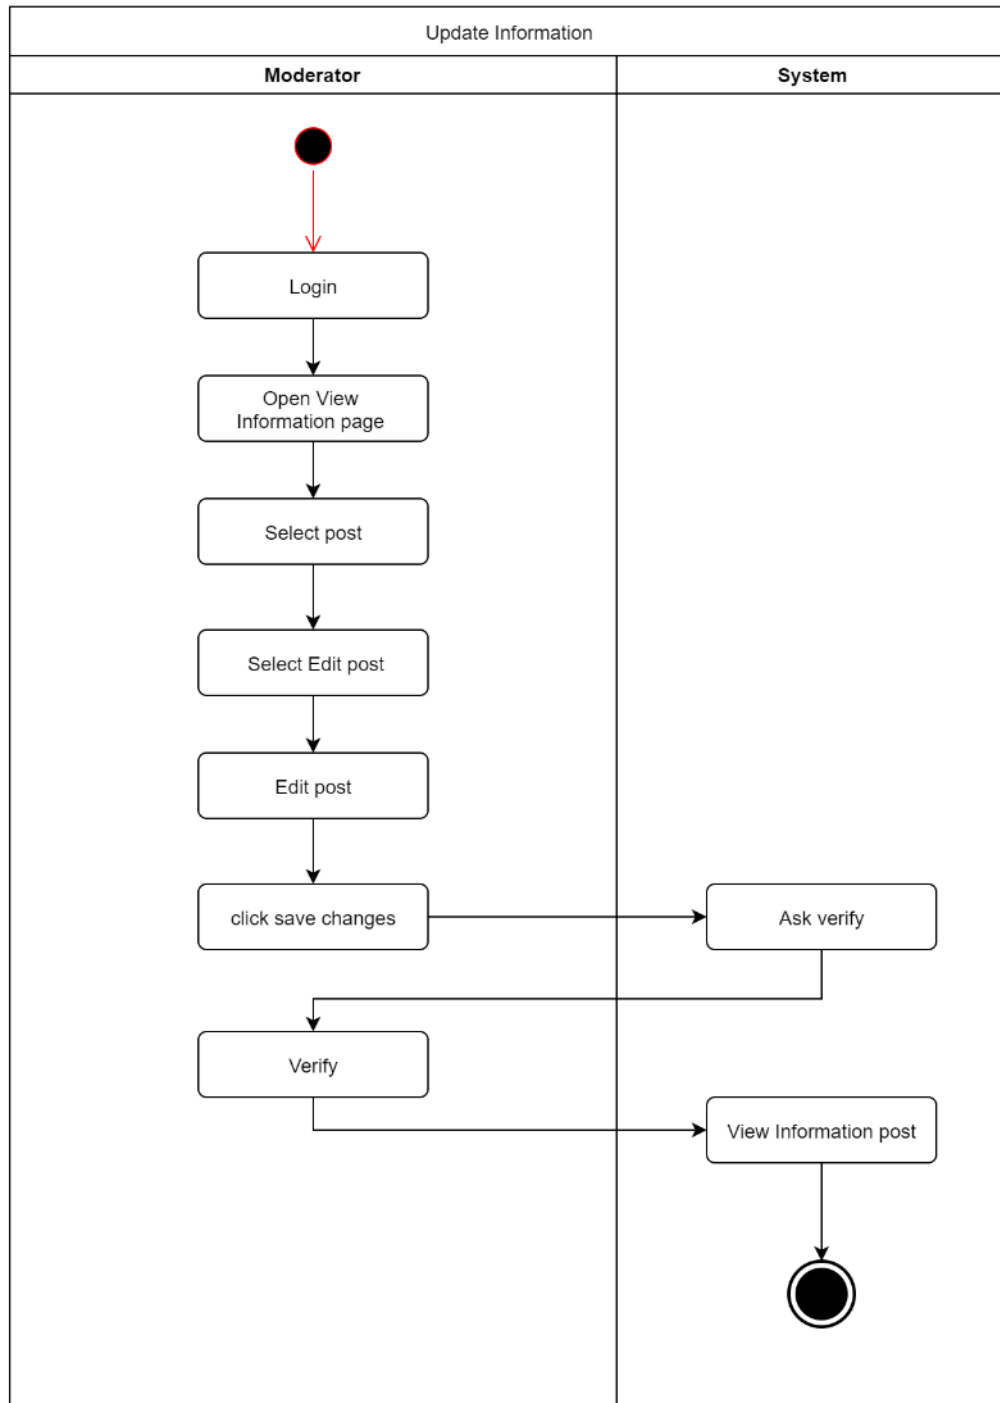 Update Information
Moderator
System
Login
Open View
Information page
Select post
Select Edit post
Edit post
click save changes
Ask verify
Verify
View Information post